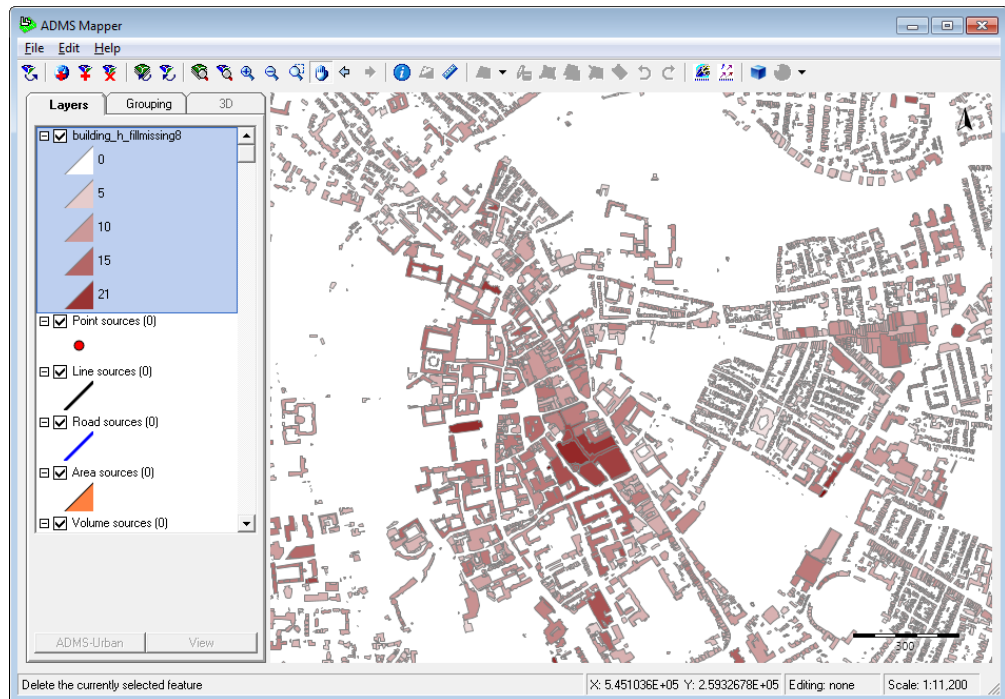 ADMS Mapper
File Edit Help
Layers Grouping 3D
building_h_fillmissing8
0
5
10
15
21
Point sources (0)
Line sources (0)
Road sources (0)
Area sources (0)
Volume sources (0)
300
ADMS-Urban View
Delete the currently selected feature X: 5.451036E+05 Y: 2.5932678E+05 Editing: none Scale: 1:11,200